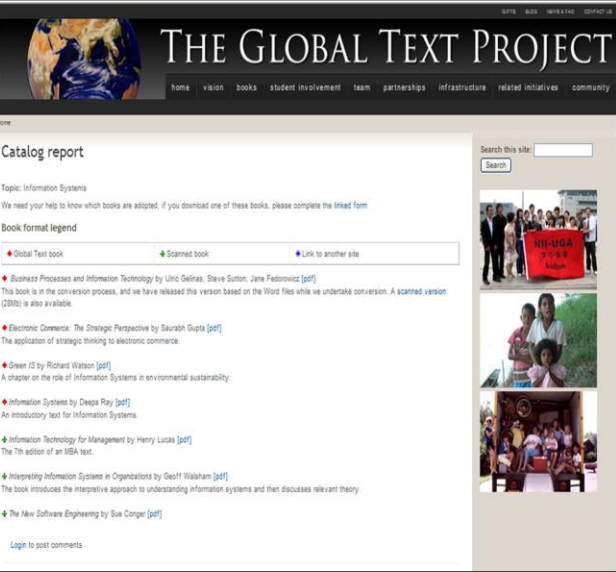 GIFTS BLOG NEWS & FAQ CONTACT US
THE GLOBAL TEXT PROJECT
home vision books student involvement team partnerships infrastructure related initiatives community
Home
Catalog report
Search this site:
Search
Topic: Information Systems
We need your help to know which books are adopted, if you download one of these books, please complete the linked form
Book format legend
Global Text book Scanned book Link to another site
Business Processes and Information Technology by Ulric Gelinas, Steve Sutton, Jane Fedorowicz [pdf]
This book is in the conversion process, and we have released this version based on the Word files while we undertake conversion. A scanned version
(28Mb) is also available.
Electronic Commerce: The Strategic Perspective by Saurabh Gupta [pdf]
The application of strategic thinking to electronic commerce.
Green IS by Richard Watson [pdf]
A chapter on the role of Information Systems in environmental sustainability.
Information Systems by Deepa Ray [pdf]
An introductory text for Information Systems.
Information Technology for Management by Henry Lucas [pdf]
The 7th edition of an MBA text.
Interpreting Information Systems in Organizations by Geoff Walsham [pdf]
The book introduces the interpretive approach to understanding information systems and then discusses relevant theory.
The New Software Engineering by Sue Conger [pdf]
Login to post comments
NII-UGA